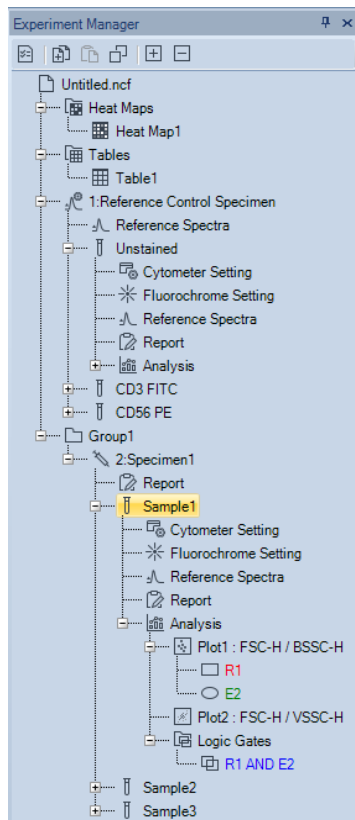 Experiment Manager
Untitled.ncf
Heat Maps
Heat Map1
Tables
Table1
1:Reference Control Specimen
Reference Spectra
Unstained
Cytometer Setting
Fluorochrome Setting
Reference Spectra
Report
Analysis
CD3 FITC
CD56 PE
Group1
2:Specimen1
Report
Sample1
Cytometer Setting
Fluorochrome Setting
Reference Spectra
Report
Analysis
Plot1 : FSC-H / BSSC-H
R1
E2
Plot2 : FSC-H / VSSC-H
Logic Gates
R1 AND E2
Sample2
Sample3